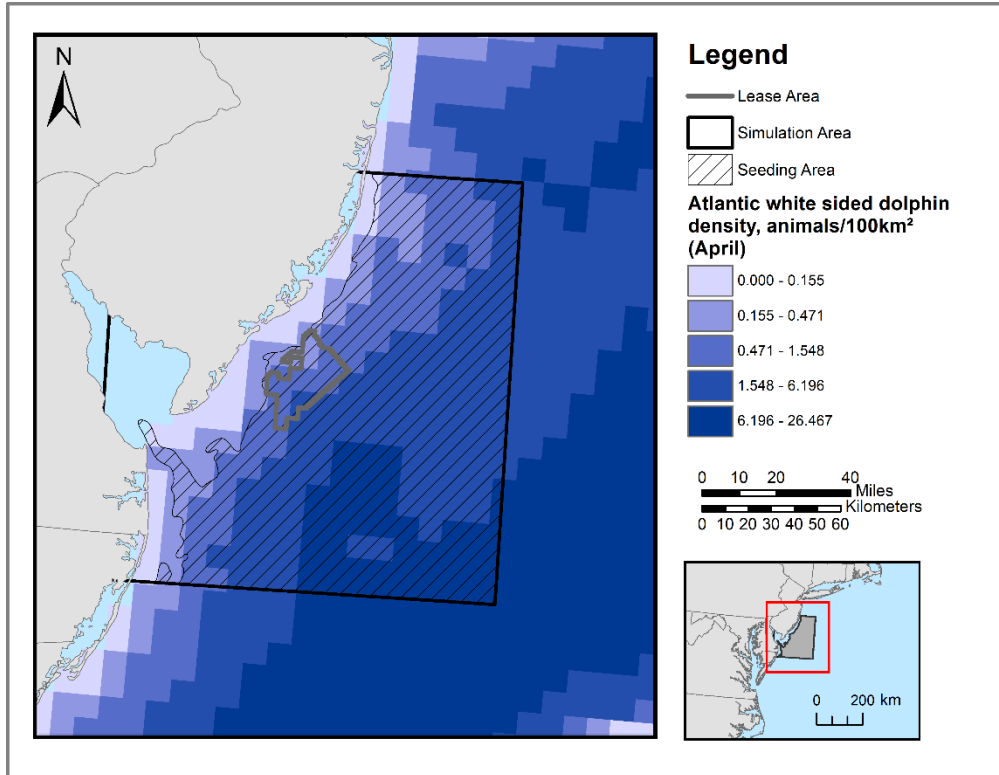 N
Legend
Lease Area
Simulation Area
Seeding Area
Atlantic white sided dolphin
density, animals/100km²
(April)
0.000 - 0.155
0.155 - 0.471
0.471 - 1.548
1.548 - 6.196
6.196 - 26.467
0 10 20 40
Miles
Kilometers
0 10 20 30 40 50 60
0 200 km